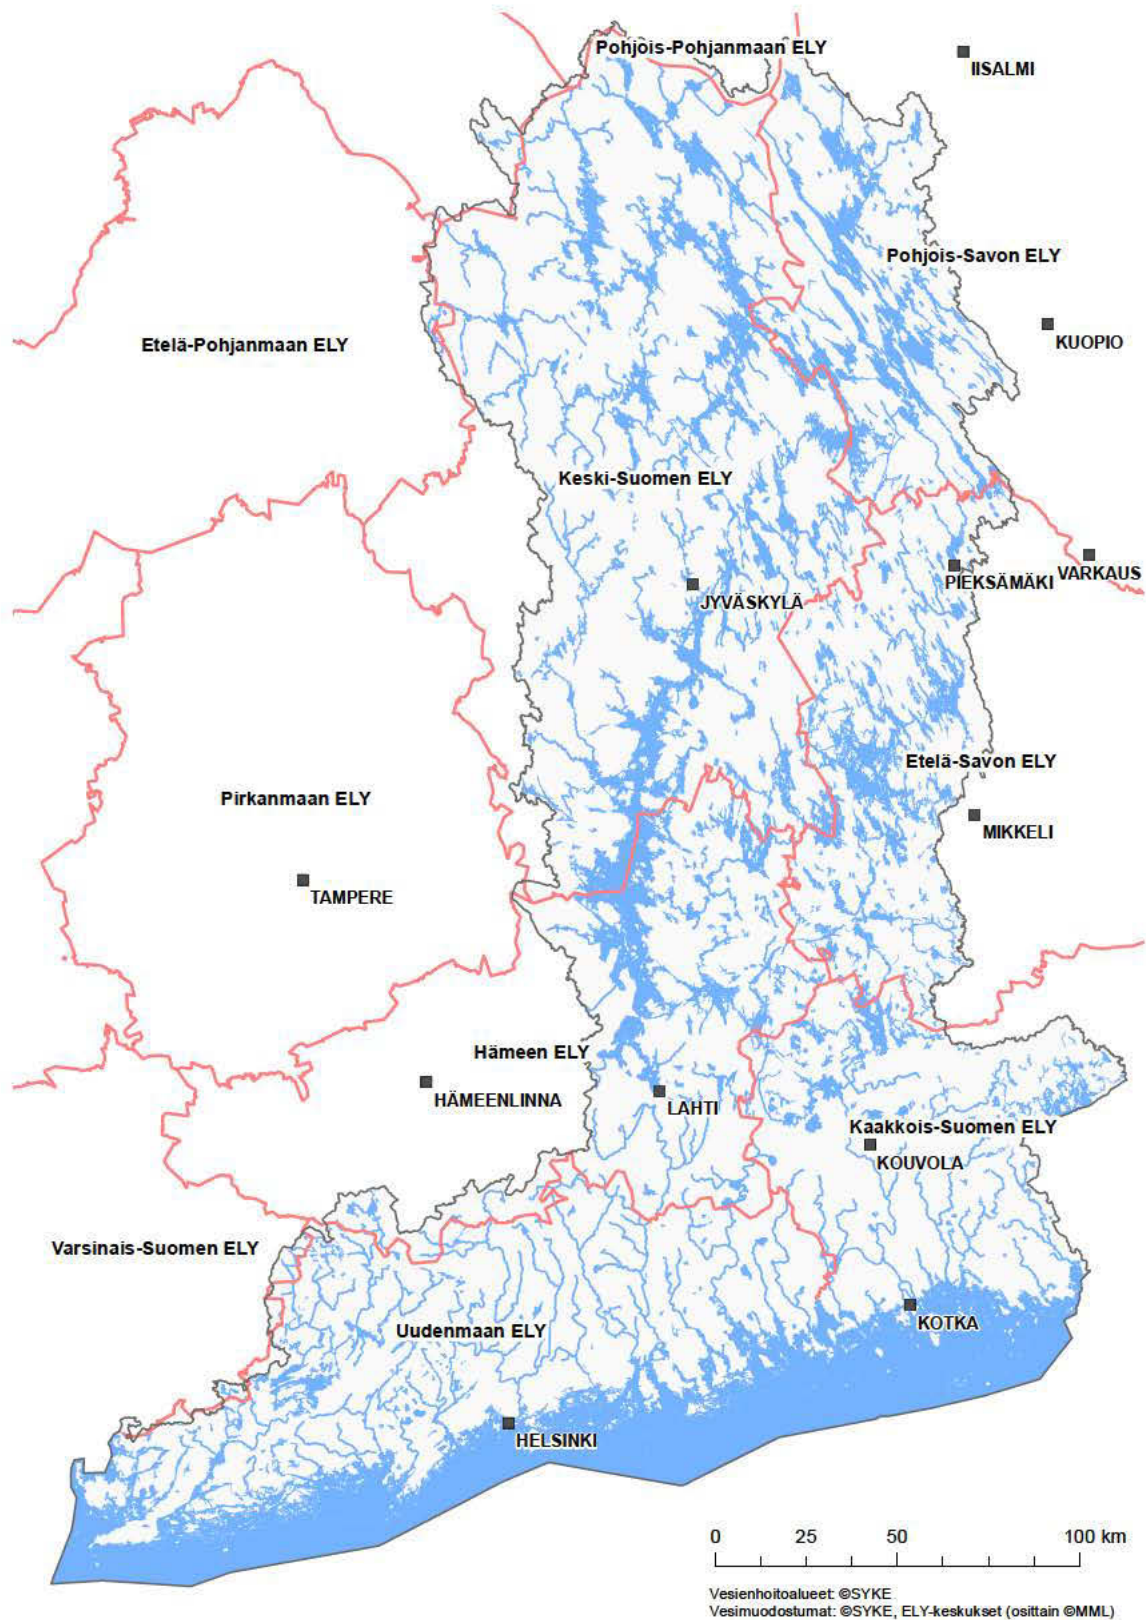 Pohjois-Pohjanmaan ELY
IISALMI
Pohjois-Savon ELY
KUOPIO
Etelä-Pohjanmaan ELY
Keski-Suomen ELY
VARKAUS
PIEKSÄMÄKI
JYVÄSKYLÄ
Etelä-Savon ELY
Pirkanmaan ELY
MIKKELI
TAMPERE
Hämeen ELY
HÄMEENLINNA
LAHTI
Kaakkois-Suomen ELY
KOUVOLA
Varsinais-Suomen ELY
Uudenmaan ELY
KOTKA
HELSINKI
0 25 50 100 km
Vesienhoitoalueet: ©SYKE
Vesimuodostumat: ©SYKE, ELY-keskukset (osittain ©MML)